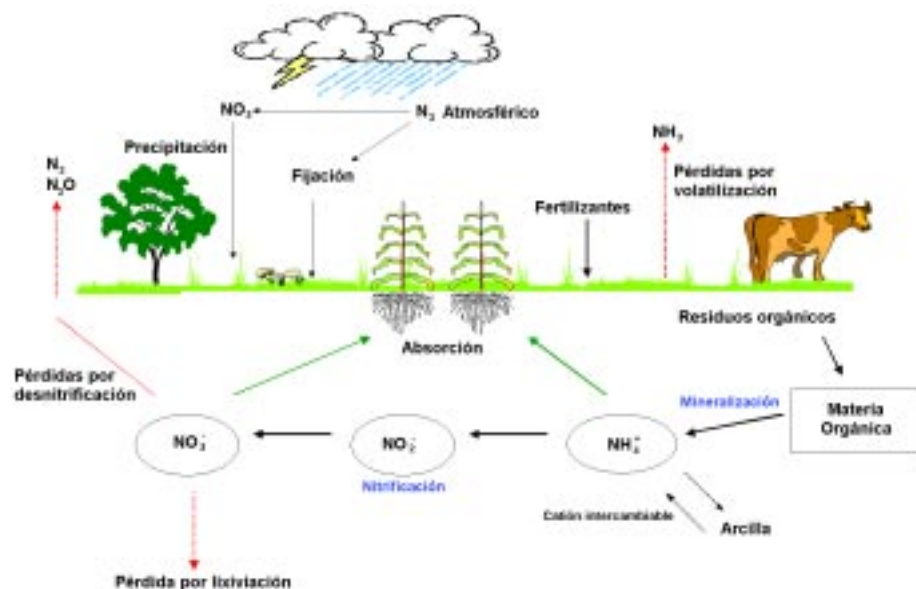 NO₃
N₂ Atmosférico
NH₃
Precipitación
N₂
N₂O
Fijación
Pérdidas por
volatilización
Fertilizantes
Residuos orgánicos
Absorción
Pérdidas por
desnitrificación
Mineralización
Materia
Orgánica
NO₃⁻
NO₂⁻
NH₄⁺
Nitrificación
Catión intercambiable
Arcilla
Pérdida por lixiviación